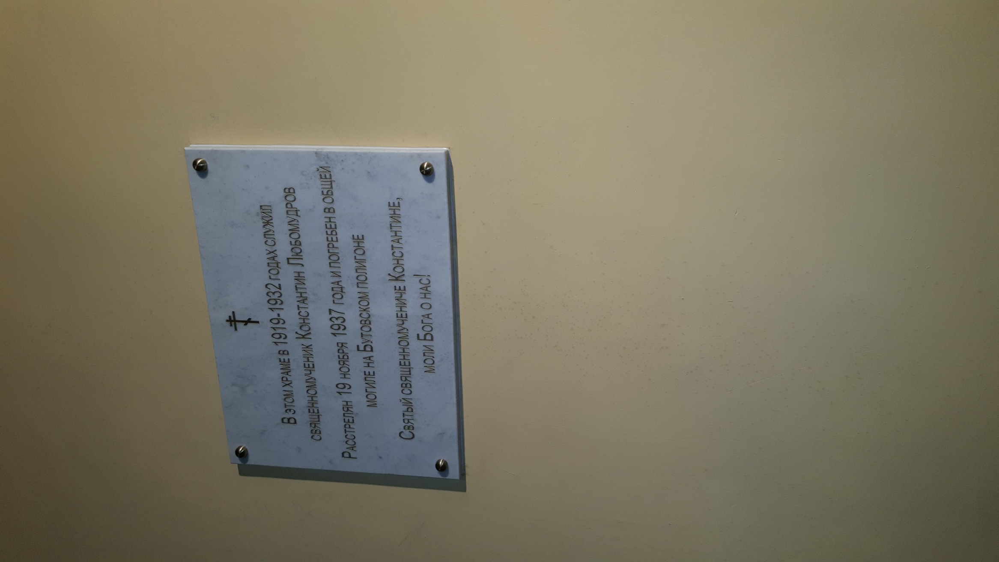 В ЭТОМ ХРАМЕ В 1919-1932 ГОДАХ СЛУЖИЛ
СВЯЩЕННОМУЧЕНИК КОНСТАНТИН ЛЮБОМУДРОВ
РАССТРЕЛЯН 19 НОЯБРЯ 1937 ГОДА И ПОГРЕБЕН В ОБЩЕЙ
МОГИЛЕ НА БУТОВСКОМ ПОЛИГОНЕ
СВЯТЫЙ СВЯЩЕННОМУЧЕНИЧЕ КОНСТАНТИНЕ,
МОЛИ БОГА О НАС!